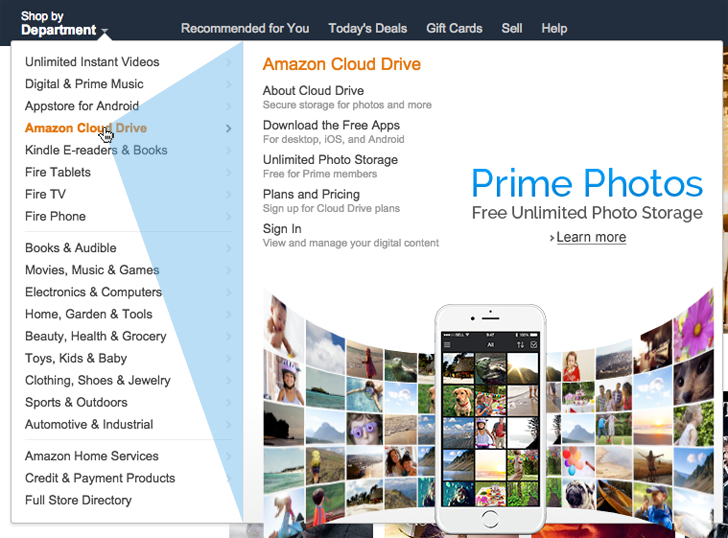 Shop by
Department
Recommended for You
Today's Deals
Gift Cards
Sell
Help
Unlimited Instant Videos
Digital & Prime Music
Appstore for Android
Amazon Cloud Drive
Kindle E-readers & Books
Fire Tablets
Fire TV
Fire Phone
Books & Audible
Movies, Music & Games
Electronics & Computers
Home, Garden & Tools
Beauty, Health & Grocery
Toys, Kids & Baby
Clothing, Shoes & Jewelry
Sports & Outdoors
Automotive & Industrial
Amazon Home Services
Credit & Payment Products
Full Store Directory
Amazon Cloud Drive
About Cloud Drive
Secure storage for photos and more
Download the Free Apps
For desktop, iOS, and Android
Unlimited Photo Storage
Free for Prime members
Plans and Pricing
Sign up for Cloud Drive plans
Sign In
View and manage your digital content
Prime Photos
Free Unlimited Photo Storage
Learn more
9:47
All